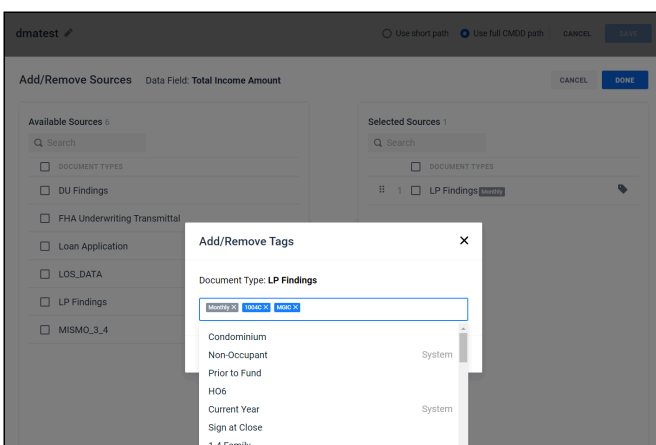 dmatest
Use short path Use full CMDD path CANCEL SAVE
Add/Remove Sources Data Field: Total Income Amount CANCEL DONE
Available Sources 6
Search
DOCUMENT TYPES
DU Findings
FHA Underwriting Transmittal
Loan Application
LOS_DATA
LP Findings
MISMO_3_4
Selected Sources 1
Search
DOCUMENT TYPES
1 LP Findings Monthly
Add/Remove Tags
Document Type: LP Findings
Monthly X 1004C X MGIC X
Condominium
Non-Occupant System
Prior to Fund
HO6
Current Year System
Sign at Close
1-4 Family